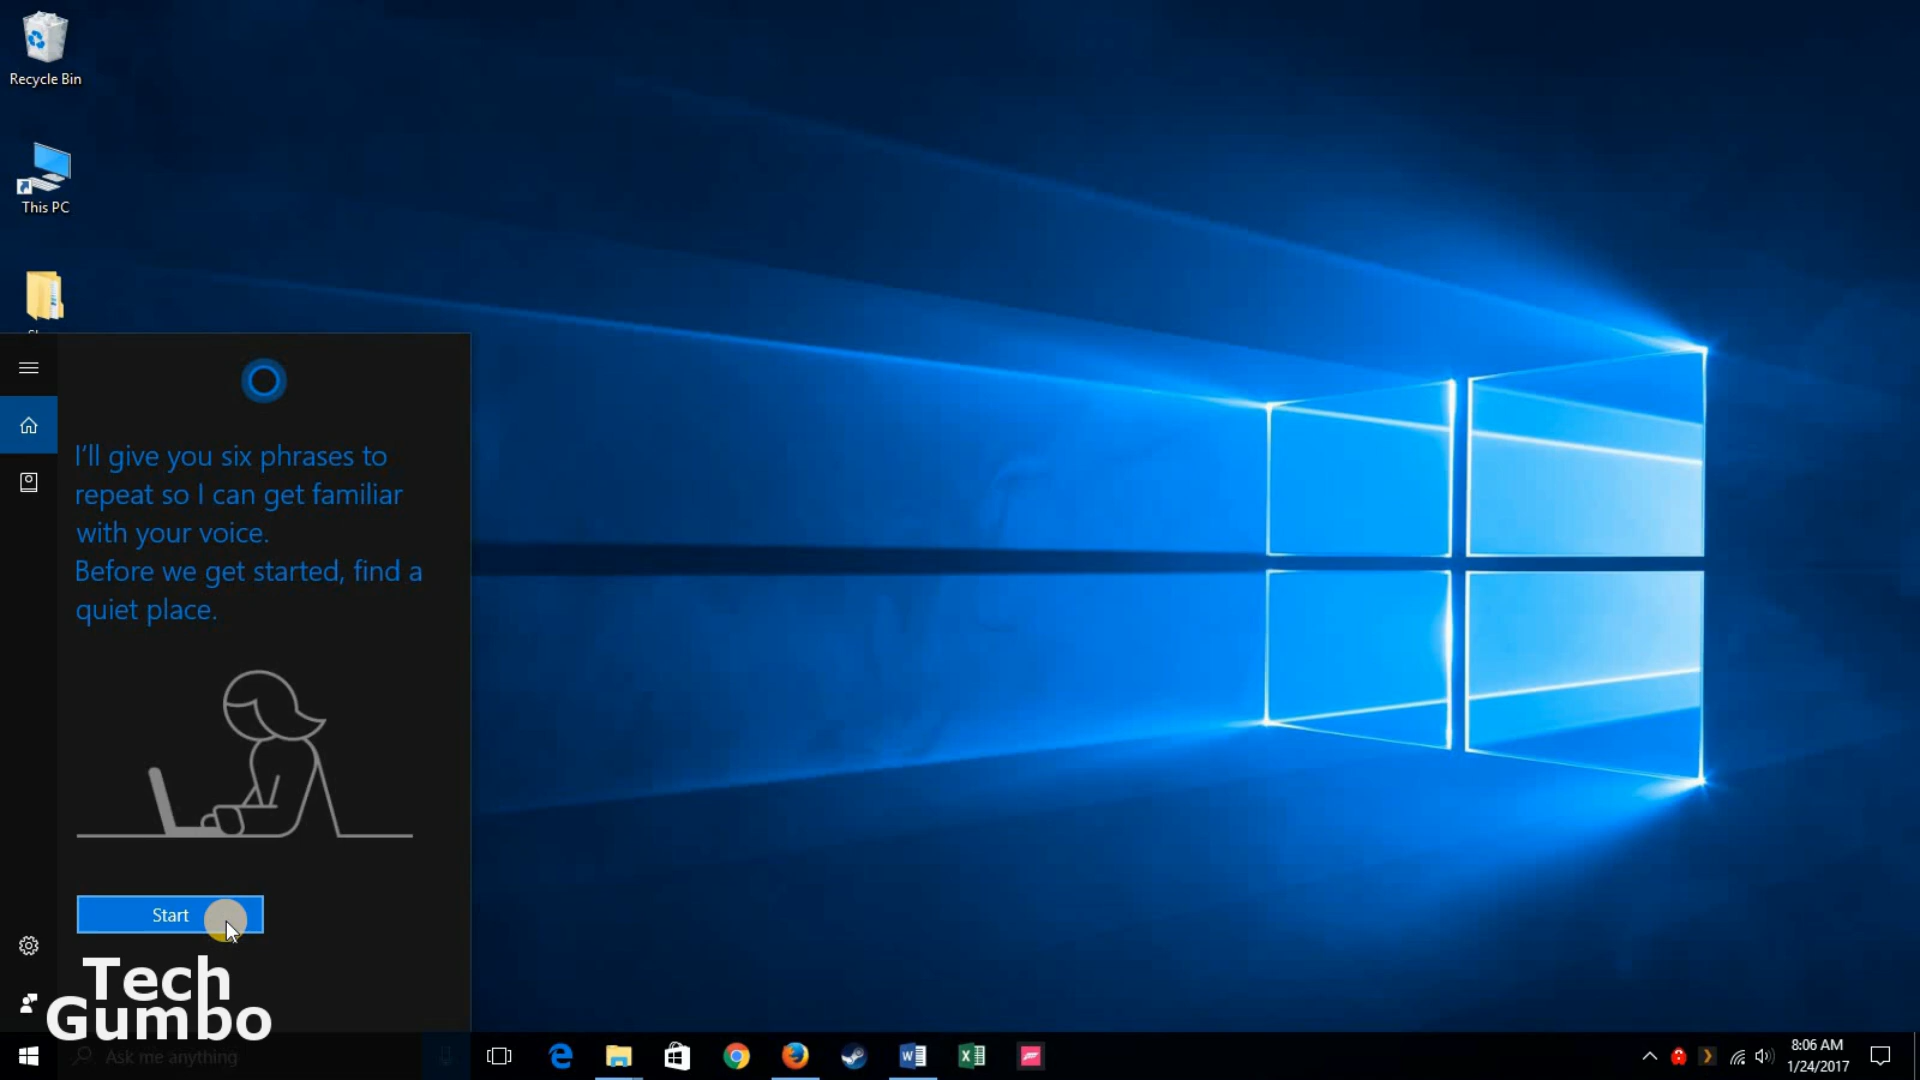 Recycle Bin
This PC
I'll give you six phrases to
repeat so I can get familiar
with your voice.
Before we get started, find a
quiet place.
Start
Tech
Gumbo
Ask me anything
8:06 AM
1/24/2017